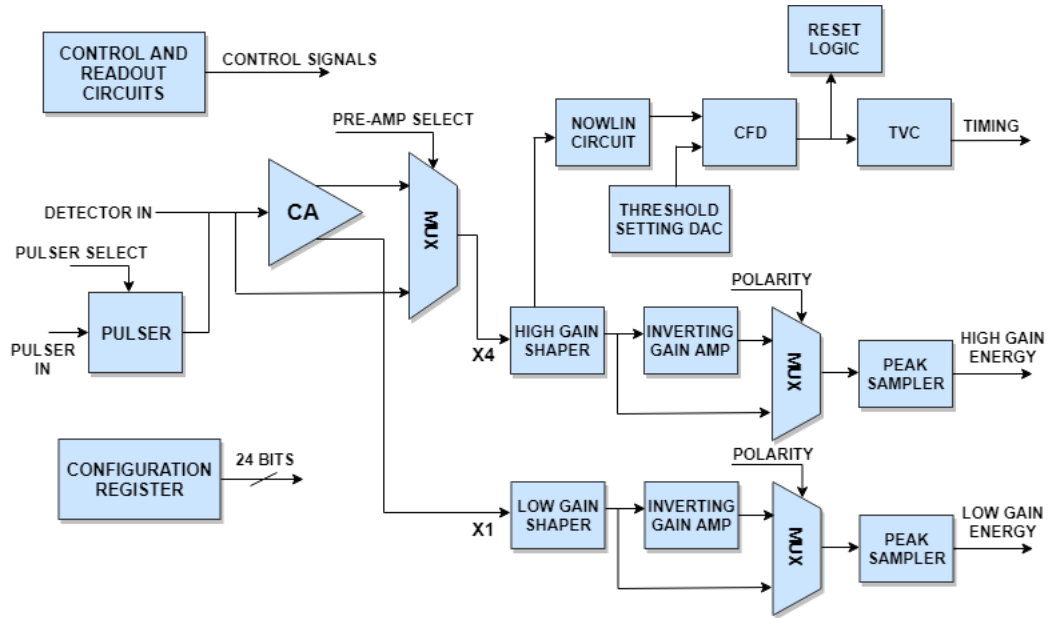 CONTROL AND
READOUT
CIRCUITS
CONTROL SIGNALS
RESET
LOGIC
PRE-AMP SELECT
NOWLIN
CIRCUIT
CFD
TVC
TIMING
THRESHOLD
SETTING DAC
DETECTOR IN
CA
MUX
PULSER SELECT
PULSER
PULSER
IN
X4
HIGH GAIN
SHAPER
INVERTING
GAIN AMP
POLARITY
MUX
PEAK
SAMPLER
HIGH GAIN
ENERGY
CONFIGURATION
REGISTER
24 BITS
X1
LOW GAIN
SHAPER
INVERTING
GAIN AMP
POLARITY
MUX
PEAK
SAMPLER
LOW GAIN
ENERGY